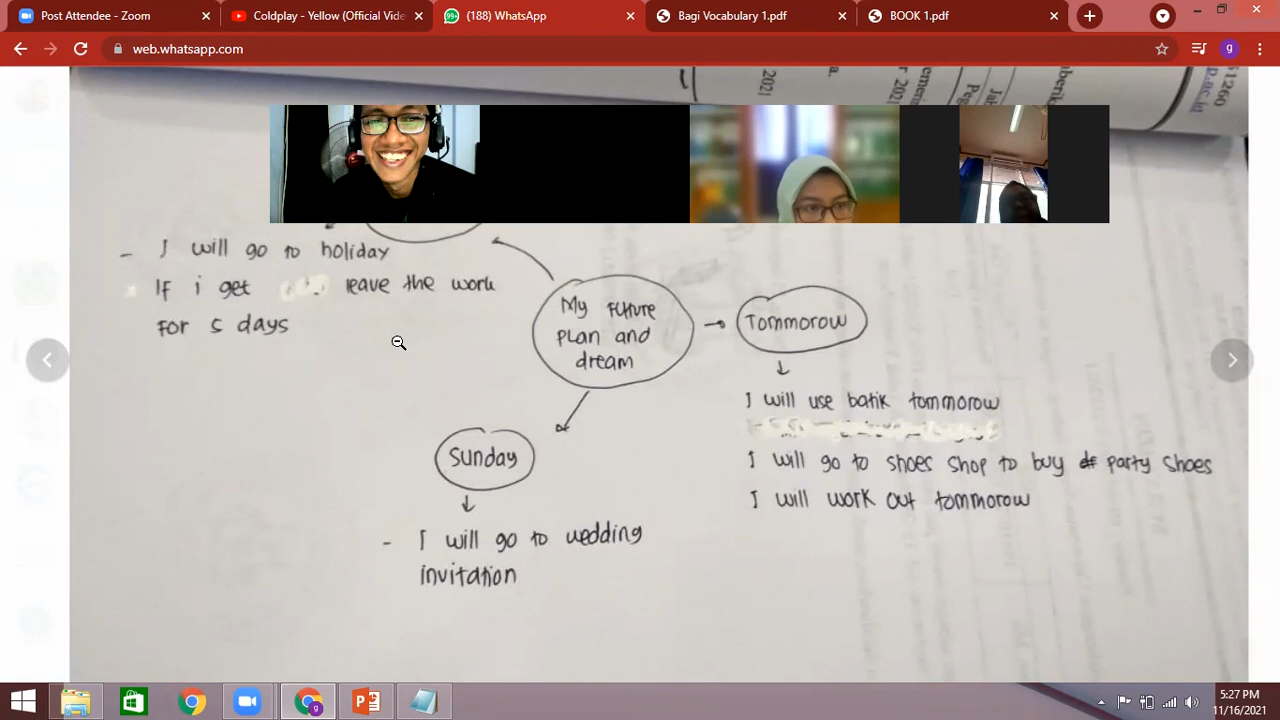 Post Attendee - Zoom
Coldplay - Yellow (Official Vide
(188) WhatsApp
Bagi Vocabulary 1.pdf
BOOK 1.pdf
99+
web.whatsapp.com
g
51260
2021
- I will go to holiday
If i get leave the work
For 5 days
My Future
plan and
dream
Tommorow
I will use batik tommorow
I will go to shoes shop to buy party shoes
I will work out tommorow
Sunday
- I will go to wedding
invitation
5:27 PM
11/16/2021